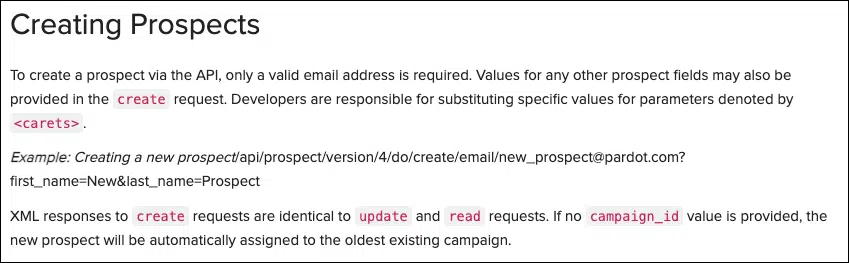 Creating Prospects
To create a prospect via the API, only a valid email address is required. Values for any other prospect fields may also be
provided in the create request. Developers are responsible for substituting specific values for parameters denoted by
<carets>.
Example: Creating a new prospect/api/prospect/version/4/do/create/email/new_prospect@pardot.com?
first_name=New&last_name=Prospect
XML responses to create requests are identical to update and read requests. If no campaign_id value is provided, the
new prospect will be automatically assigned to the oldest existing campaign.